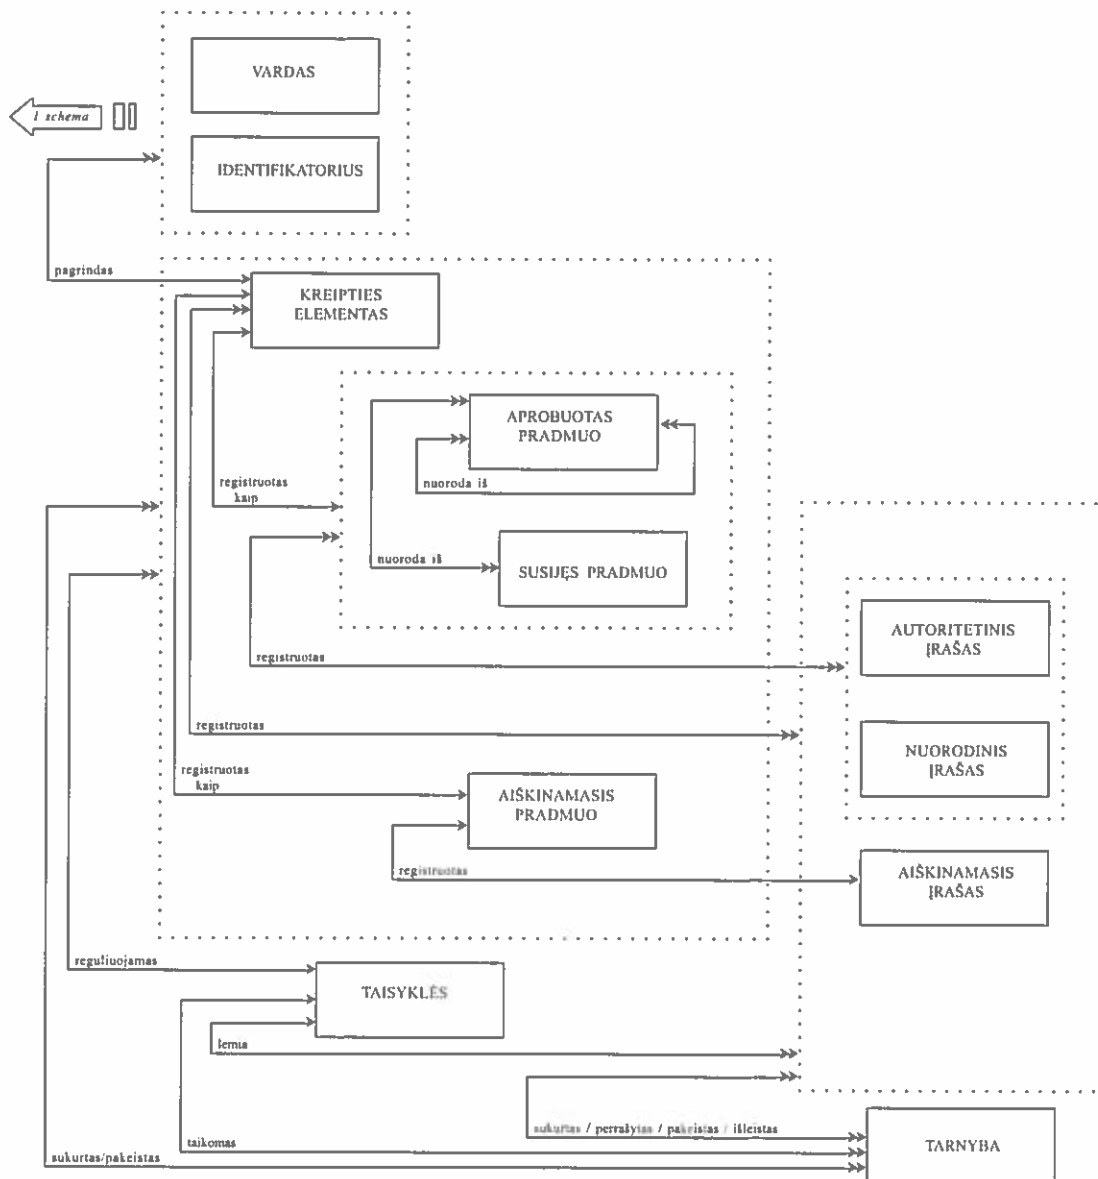 VARDAS
1 schema
IDENTIFIKATORIUS
pagrindas
KREIPTIES
ELEMENTAS
APROBUOTAS
PRADMUO
registruotas
kaip
nuoroda iš
nuoroda iš
SUSIJĘS PRADMUO
AUTORITETINIS
ĮRAŠAS
registruotas
registruotas
NUORODINIS
ĮRAŠAS
registruotas
kaip
AIŠKINAMASIS
PRADMUO
registruotas
AIŠKINAMASIS
ĮRAŠAS
reguliuojamas
TAISYKLĖS
lemia
sukurtas / perrašytas / pakeistas / išleistas
taikomas
TARNYBA
sukurtas/pakeistas